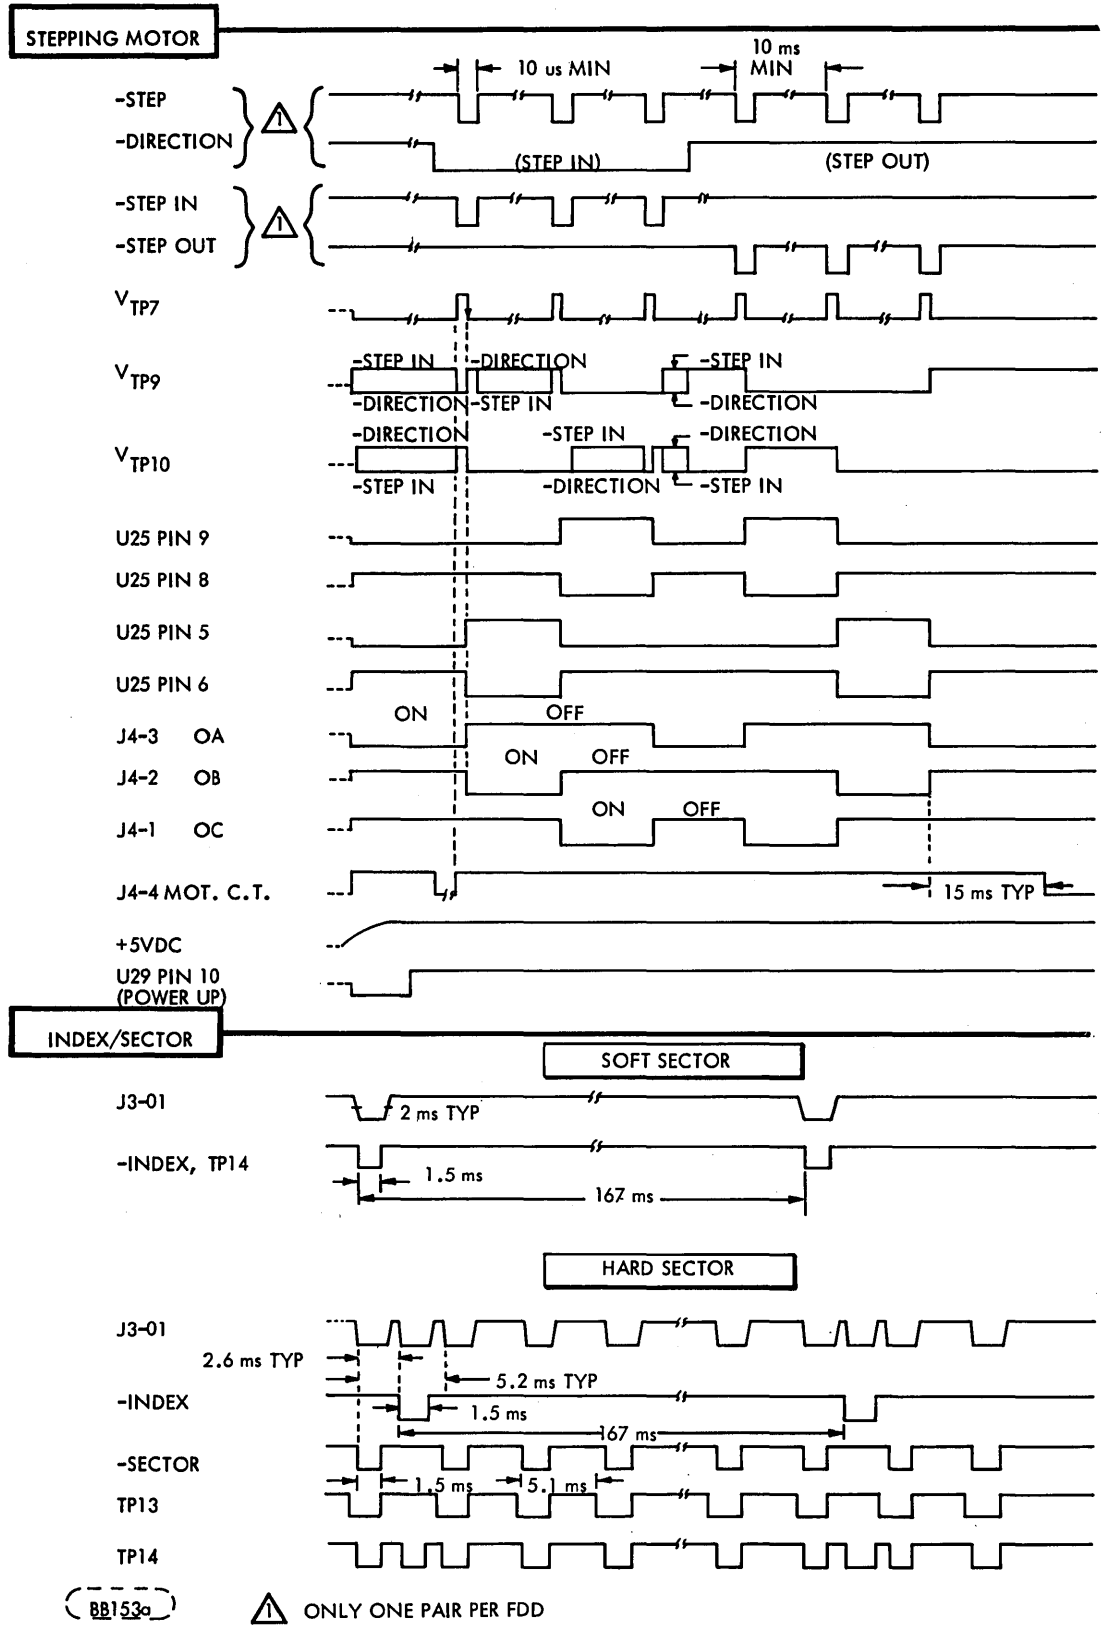 STEPPING MOTOR
10 us MIN
10 ms
MIN
-STEP
1
-DIRECTION
(STEP IN)
(STEP OUT)
-STEP IN
1
-STEP OUT
V TP7
-STEP IN
-DIRECTION
-STEP IN
V TP9
-DIRECTION
-STEP IN
-DIRECTION
-DIRECTION
-STEP IN
-DIRECTION
V TP10
-STEP IN
-DIRECTION
-STEP IN
U25 PIN 9
U25 PIN 8
U25 PIN 5
U25 PIN 6
ON
OFF
J4-3 OA
ON
OFF
J4-2 OB
ON
OFF
J4-1 OC
J4-4 MOT. C.T.
15 ms TYP
+5VDC
U29 PIN 10
(POWER UP)
INDEX/SECTOR
SOFT SECTOR
J3-01
2 ms TYP
-INDEX, TP14
1.5 ms
167 ms
HARD SECTOR
J3-01
2.6 ms TYP
5.2 ms TYP
-INDEX
1.5 ms
167 ms
-SECTOR
1.5 ms
5.1 ms
TP13
TP14
BB153a
1 ONLY ONE PAIR PER FDD